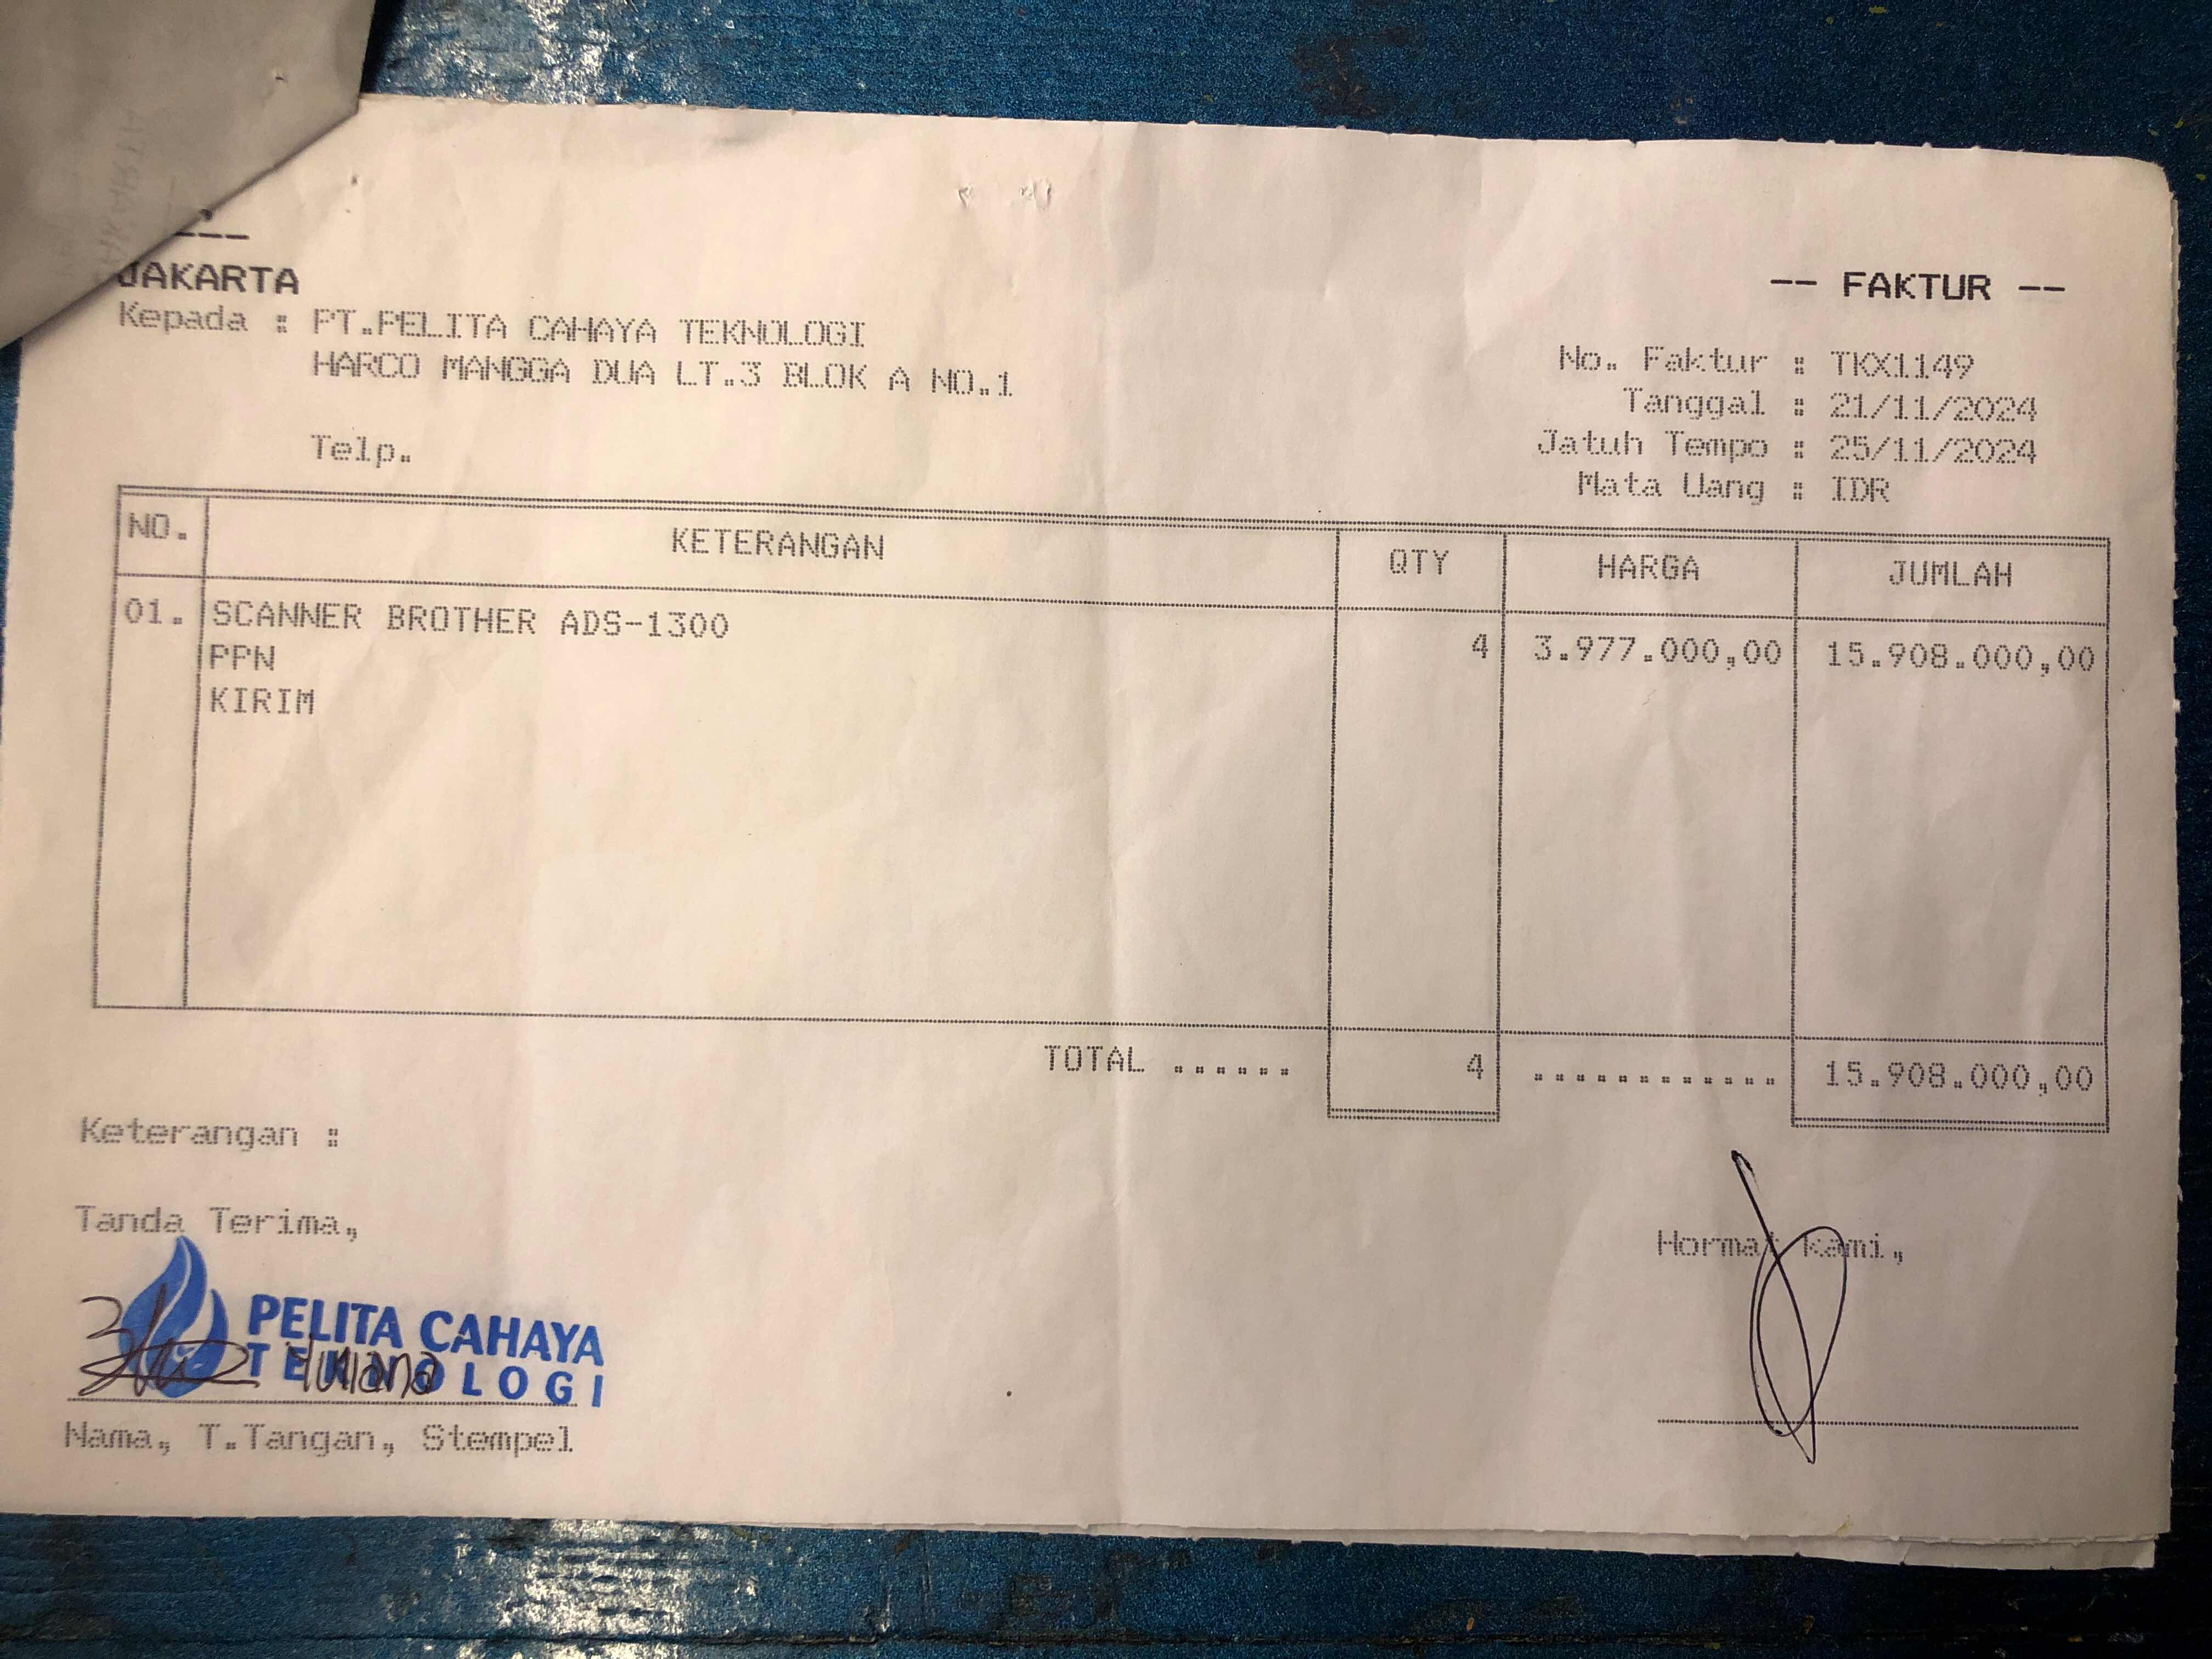 JAKARTA
-- FAKTUR --
Kepada : PT.PELITA CAHAYA TEKNOLOGI
HARCO MANGGA DUA LT.3 BLOK A NO.1
Telp.
No. Faktur : TKX1149
Tanggal : 21/11/2024
Jatuh Tempo : 25/11/2024
Mata Uang : IDR
NO. KETERANGAN QTY HARGA JUMLAH
01. SCANNER BROTHER ADS-1300 4 3.977.000,00 15.908.000,00
PPN
KIRIM
TOTAL ...... 4 ............ 15.908.000,00
Keterangan :
Tanda Terima,
Hormat Kami,
PELITA CAHAYA
TEKNOLOGI
Yuliana
Nama, T.Tangan, Stempel